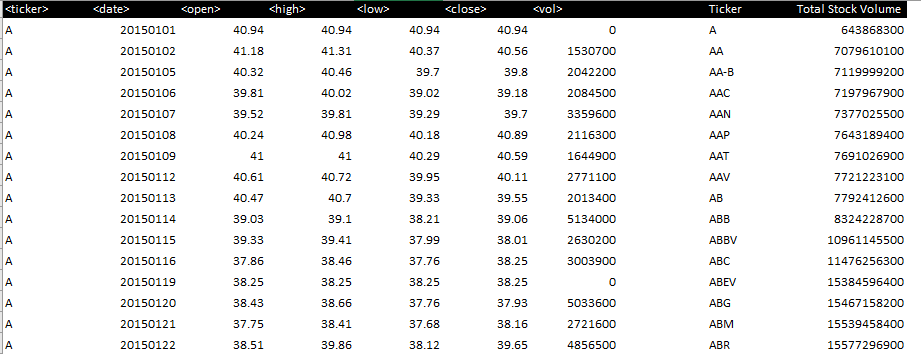 <ticker> <date> <open> <high> <low> <close> <vol> Ticker Total Stock Volume
A 20150101 40.94 40.94 40.94 40.94 0 A 643868300
A 20150102 41.18 41.31 40.37 40.56 1530700 AA 7079610100
A 20150105 40.32 40.46 39.7 39.8 2042200 AA-B 7119999200
A 20150106 39.81 40.02 39.02 39.18 2084500 AAC 7197967900
A 20150107 39.52 39.81 39.29 39.7 3359600 AAN 7377025500
A 20150108 40.24 40.98 40.18 40.89 2116300 AAP 7643189400
A 20150109 41 41 40.29 40.59 1644900 AAT 7691026900
A 20150112 40.61 40.72 39.95 40.11 2771100 AAV 7721223100
A 20150113 40.47 40.7 39.33 39.55 2013400 AB 7792412600
A 20150114 39.03 39.1 38.21 39.06 5134000 ABB 8324228700
A 20150115 39.33 39.41 37.99 38.01 2630200 ABBV 10961145500
A 20150116 37.86 38.46 37.76 38.25 3003900 ABC 11476256300
A 20150119 38.25 38.25 38.25 38.25 0 ABEV 15384596400
A 20150120 38.43 38.66 37.76 37.93 5033600 ABG 15467158200
A 20150121 37.75 38.41 37.68 38.16 2721600 ABM 15539458400
A 20150122 38.51 39.86 38.12 39.65 4856500 ABR 15577296900